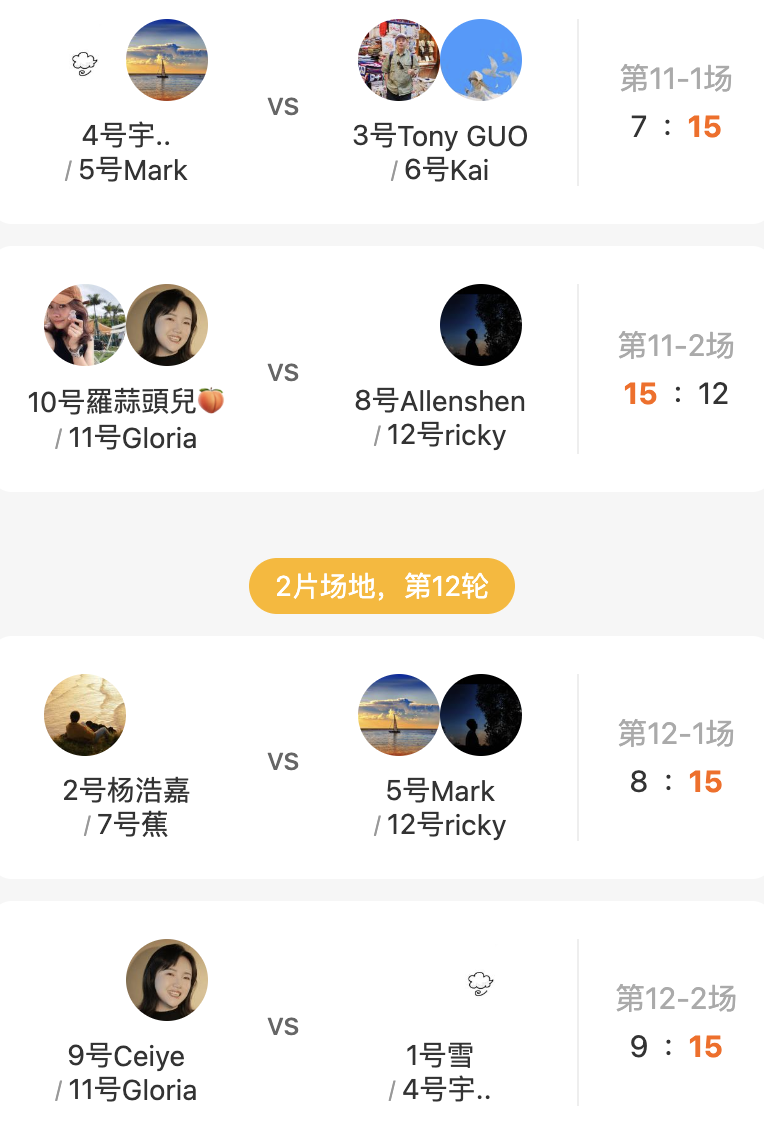 4号宇..
/ 5号Mark
vs
3号Tony GUO
/ 6号Kai
第11-1场
7 : 15
10号羅蒜頭兒🍑
/ 11号Gloria
vs
8号Allenshen
/ 12号ricky
第11-2场
15 : 12
2片场地，第12轮
2号杨浩嘉
/ 7号蕉
vs
5号Mark
/ 12号ricky
第12-1场
8 : 15
9号Ceiye
/ 11号Gloria
vs
1号雪
/ 4号宇..
第12-2场
9 : 15